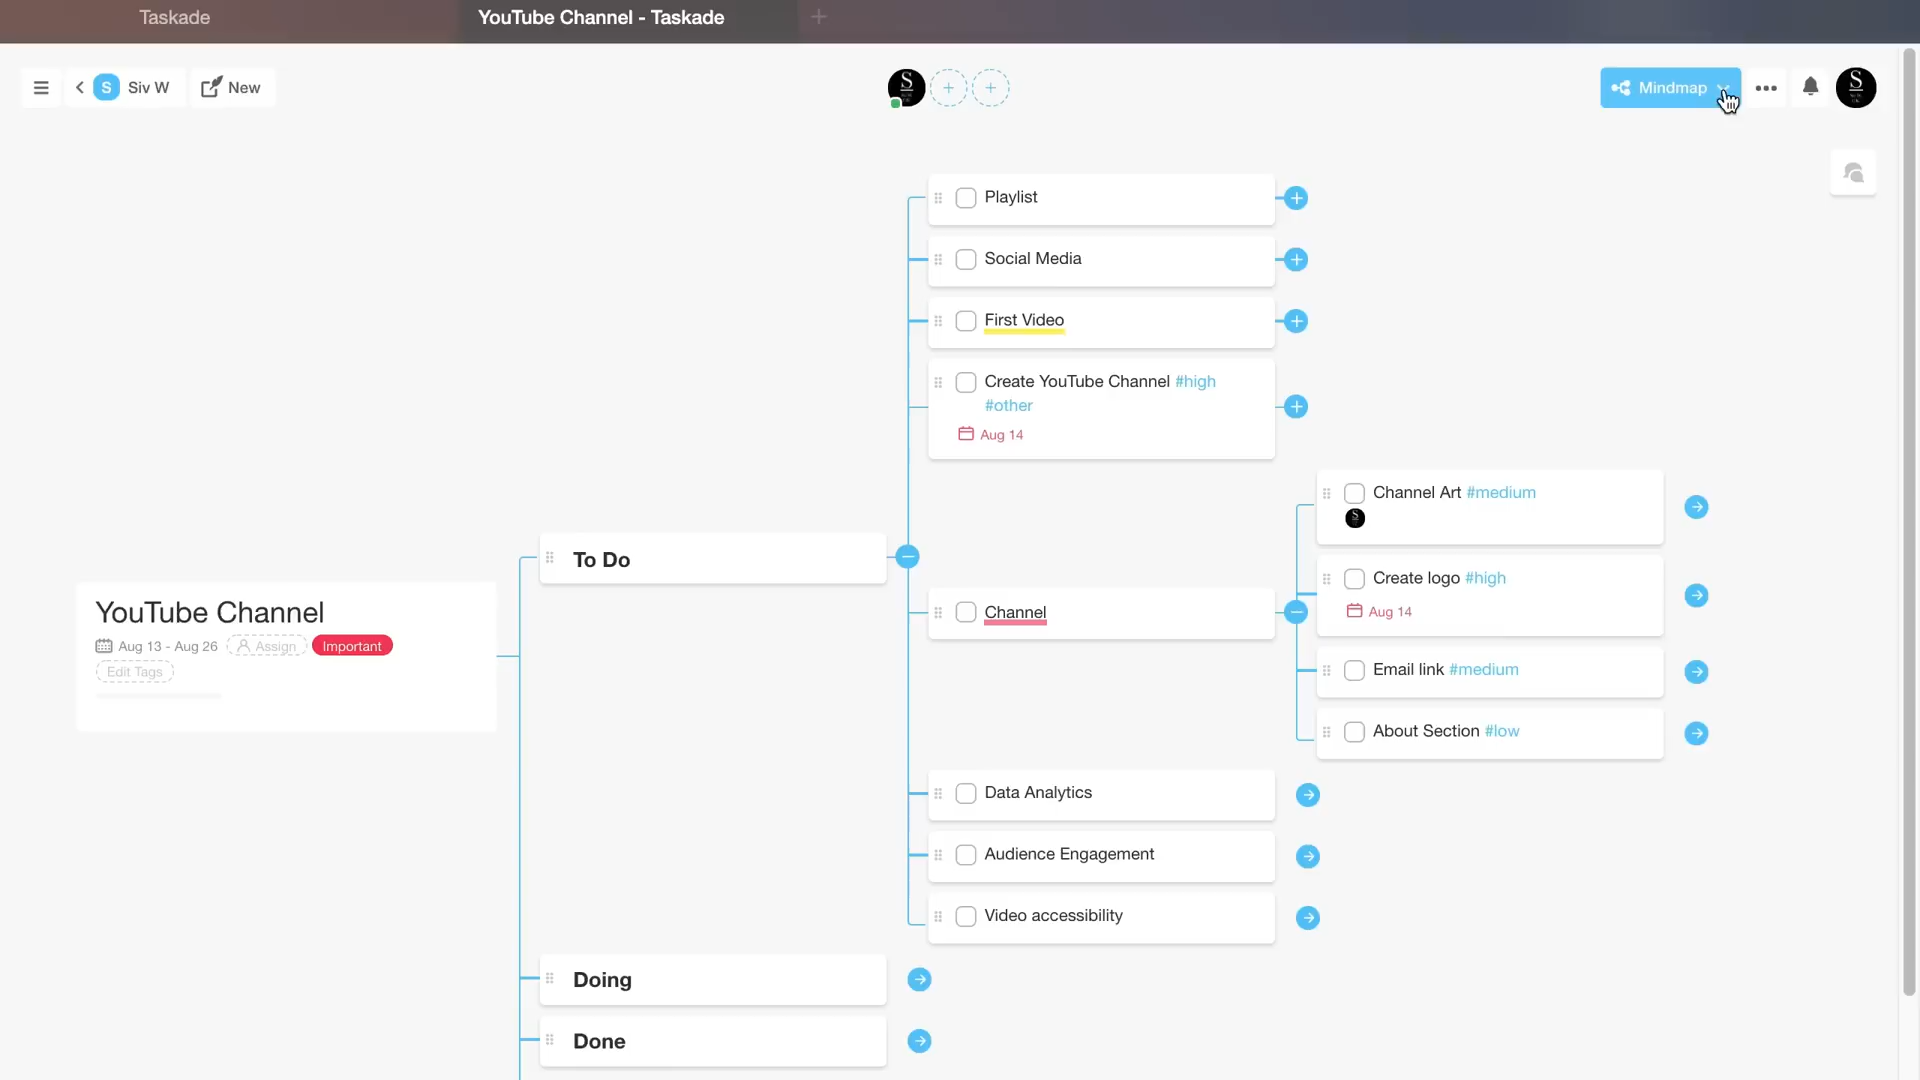 Taskade
YouTube Channel - Taskade
S Siv W
New
Mindmap
Playlist
Social Media
First Video
Create YouTube Channel #high
#other
Aug 14
Channel Art #medium
Create logo #high
Aug 14
To Do
Channel
YouTube Channel
Aug 13 - Aug 26 Assign Important
Edit Tags
Email link #medium
About Section #low
Data Analytics
Audience Engagement
Video accessibility
Doing
Done